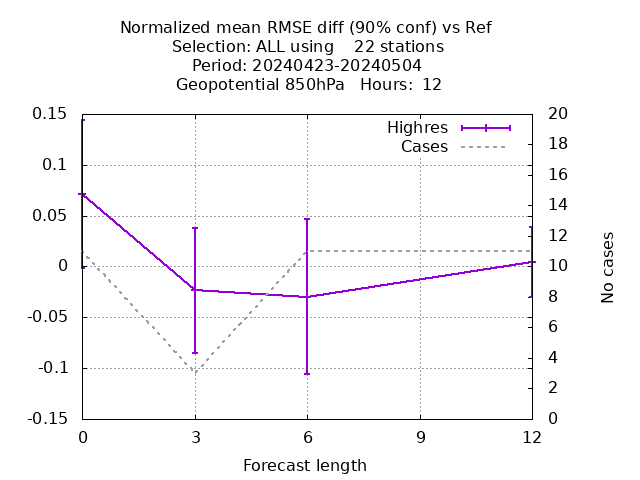 Normalized mean RMSE diff (90% conf) vs Ref
Selection: ALL using    22 stations
Period: 20240423-20240504
Geopotential 850hPa   Hours:  12
Highres
Cases
0.15
0.1
0.05
0
-0.05
-0.1
-0.15
20
18
16
14
12
10
8
6
4
2
0
No cases
0 3 6 9 12
Forecast length